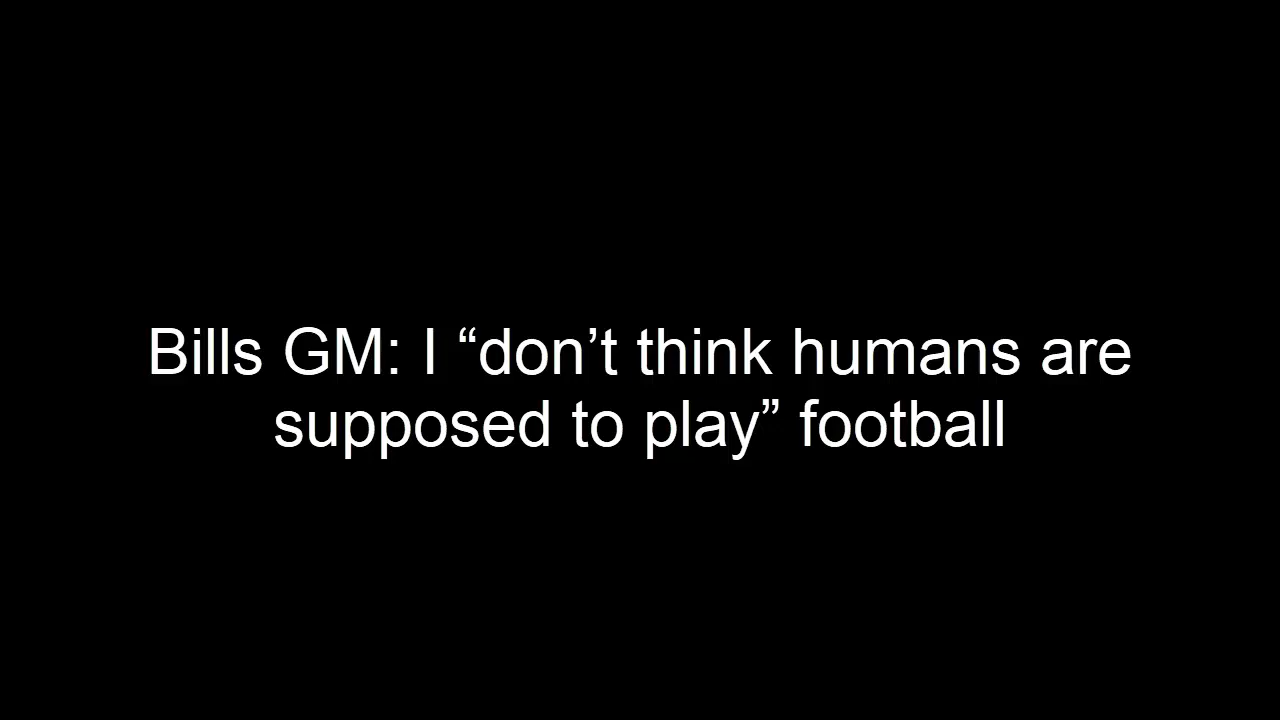 Bills GM: I “don’t think humans are
supposed to play” football